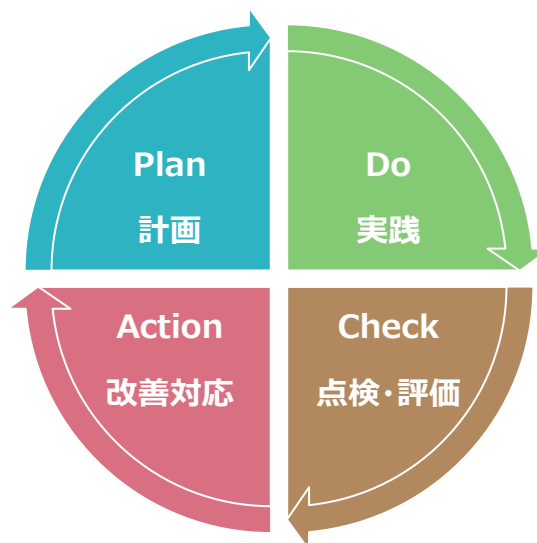 Plan
計画
Do
実践
Action
改善対応
Check
点検・評価